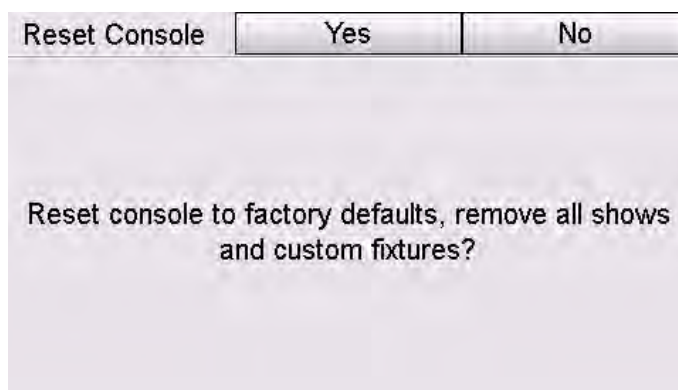 Reset Console Yes No
Reset console to factory defaults, remove all shows
and custom fixtures?